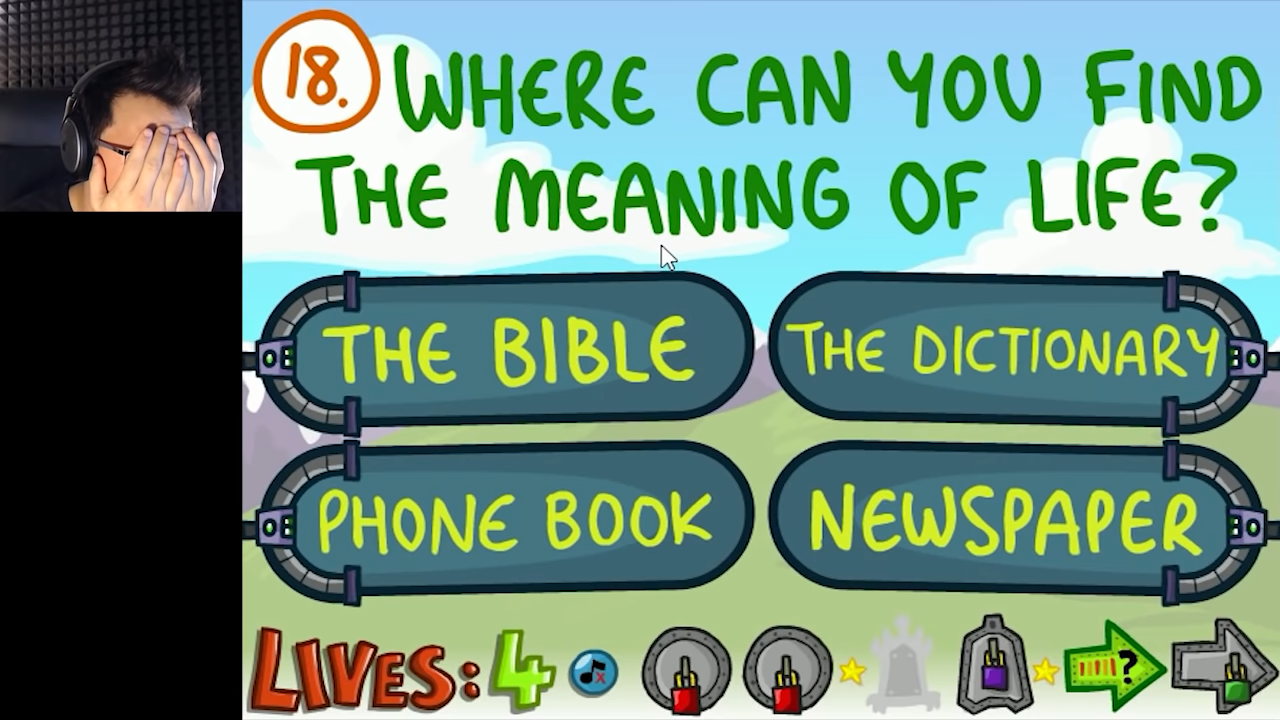 18. WHERE CAN YOU FIND
THE MEANING OF LIFE?
THE BIBLE
THE DICTIONARY
PHONE BOOK
NEWSPAPER
LIVES: 4
?